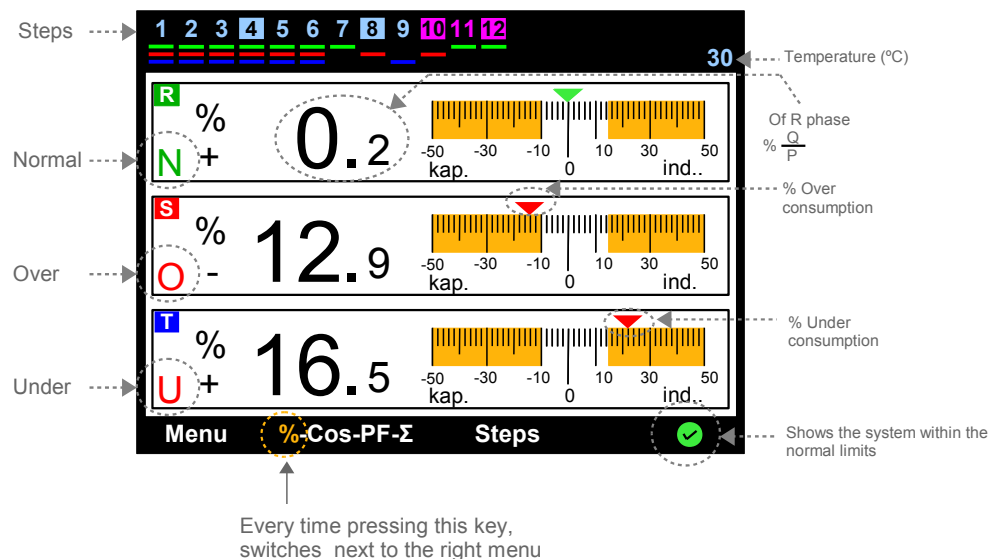 Steps
1 2 3 4 5 6 7 8 9 10 11 12
30
Temperature (ºC)
R
%
N +
0.2
-50 -30 -10 0 10 30 50
kap. ind..
Normal
Of R phase
% Q
P
% Over
consumption
S
%
O -
12.9
-50 -30 -10 0 10 30 50
kap. ind.
Over
T
%
U +
16.5
-50 -30 -10 0 10 30 50
kap. ind.
Under
% Under
consumption
Menu %-Cos-PF-Σ Steps
Shows the system within the
normal limits
Every time pressing this key,
switches next to the right menu